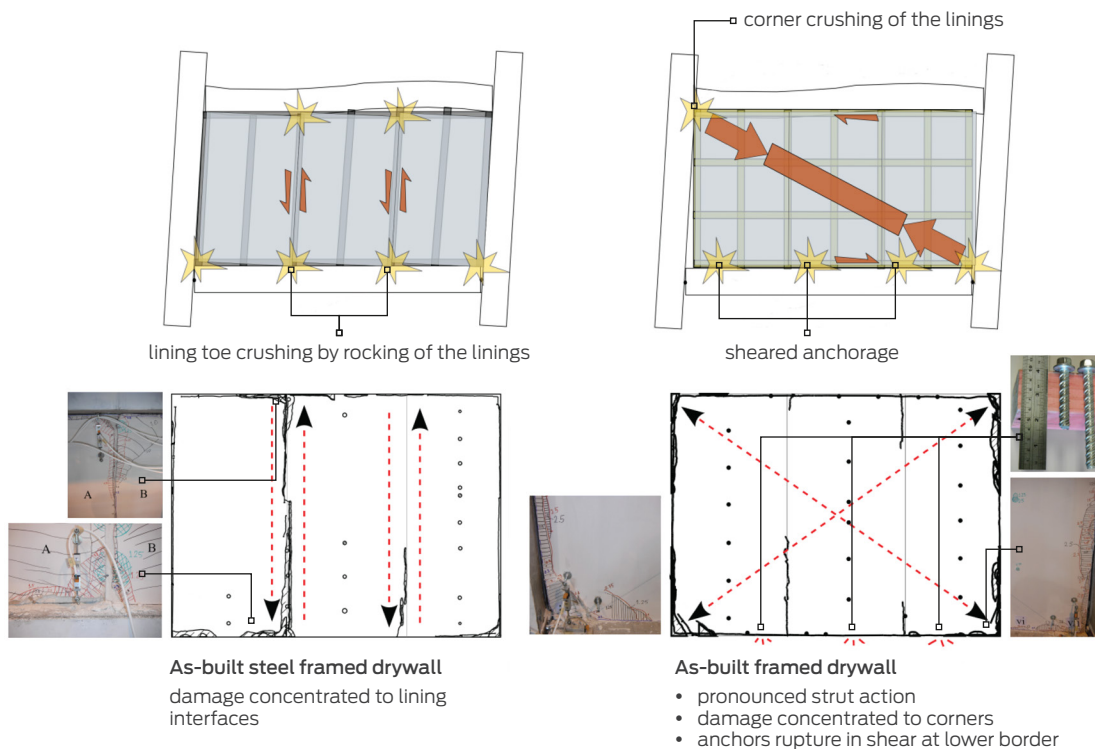 corner crushing of the linings
lining toe crushing by rocking of the linings
sheared anchorage
A
B
A
B
As-built steel framed drywall
damage concentrated to lining
interfaces
As-built framed drywall
• pronounced strut action
• damage concentrated to corners
• anchors rupture in shear at lower border